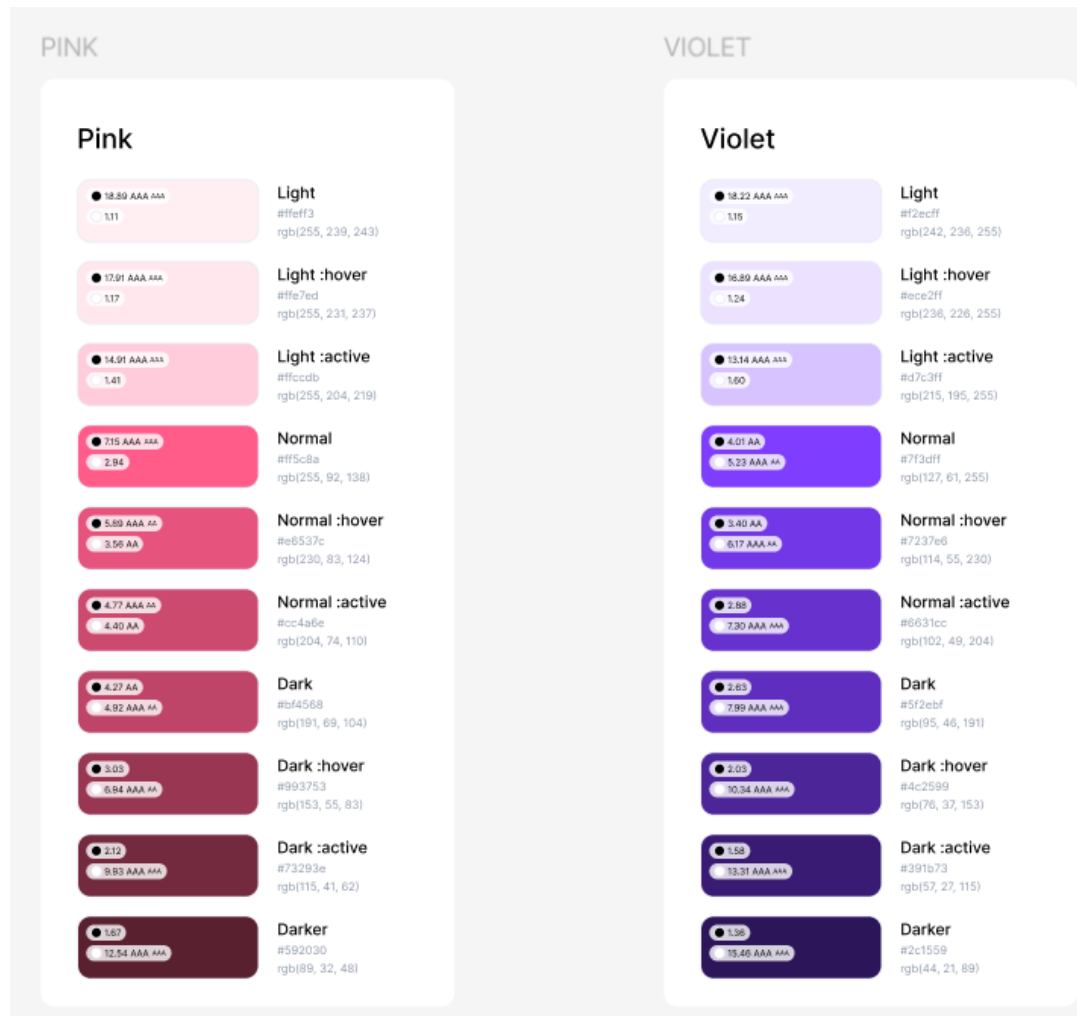 PINK
Pink
18.89 AAA AAA
1.11
Light
#ffeff3
rgb(255, 239, 243)
17.91 AAA AAA
1.17
Light :hover
#ffe7ed
rgb(255, 231, 237)
14.91 AAA AAA
1.41
Light :active
#ffccdb
rgb(255, 204, 219)
7.15 AAA AAA
2.94
Normal
#ff5c8a
rgb(255, 92, 138)
5.89 AAA AA
3.56 AA
Normal :hover
#e6537c
rgb(230, 83, 124)
4.77 AAA AA
4.40 AA
Normal :active
#cc4a6e
rgb(204, 74, 110)
4.27 AA
4.92 AAA AA
Dark
#bf4568
rgb(191, 69, 104)
3.03
6.94 AAA AA
Dark :hover
#993753
rgb(153, 55, 83)
2.12
9.93 AAA AAA
Dark :active
#73293e
rgb(115, 41, 62)
1.67
12.54 AAA AAA
Darker
#592030
rgb(89, 32, 48)
VIOLET
Violet
18.22 AAA AAA
1.15
Light
#f2ecff
rgb(242, 236, 255)
16.89 AAA AAA
1.24
Light :hover
#ece2ff
rgb(236, 226, 255)
13.14 AAA AAA
1.60
Light :active
#d7c3ff
rgb(215, 195, 255)
4.01 AA
5.23 AAA AA
Normal
#7f3dff
rgb(127, 61, 255)
3.40 AA
6.17 AAA AA
Normal :hover
#7237e6
rgb(114, 55, 230)
2.88
7.30 AAA AAA
Normal :active
#6631cc
rgb(102, 49, 204)
2.63
7.99 AAA AAA
Dark
#5f2ebf
rgb(95, 46, 191)
2.03
10.34 AAA AAA
Dark :hover
#4c2599
rgb(76, 37, 153)
1.58
13.31 AAA AAA
Dark :active
#391b73
rgb(57, 27, 115)
1.36
15.46 AAA AAA
Darker
#2c1559
rgb(44, 21, 89)